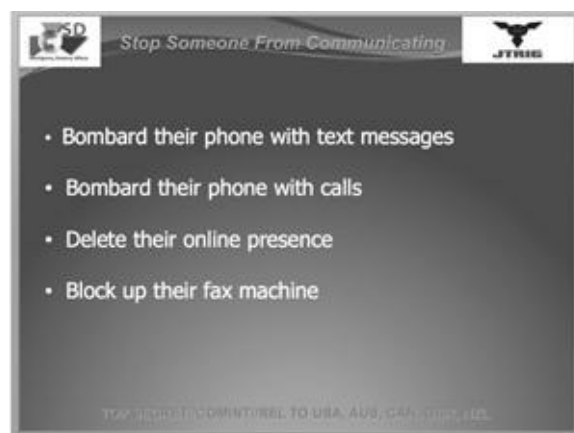 SD
Stop Someone From Communicating
JTRIG
• Bombard their phone with text messages
• Bombard their phone with calls
• Delete their online presence
• Block up their fax machine
TO USA, AUS, CAN